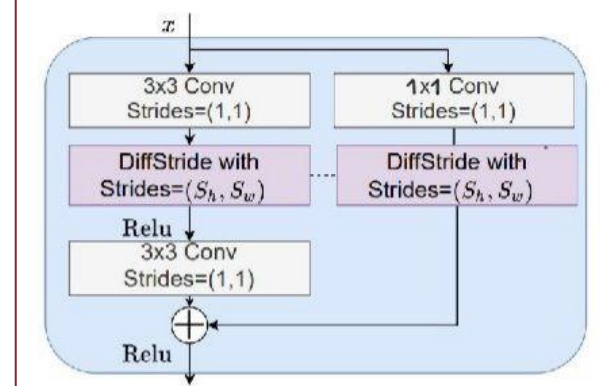 x
3x3 Conv
Strides=(1,1)
1x1 Conv
Strides=(1,1)
DiffStride with
Strides=(S_h, S_w)
DiffStride with
Strides=(S_h, S_w)
Relu
3x3 Conv
Strides=(1,1)
Relu